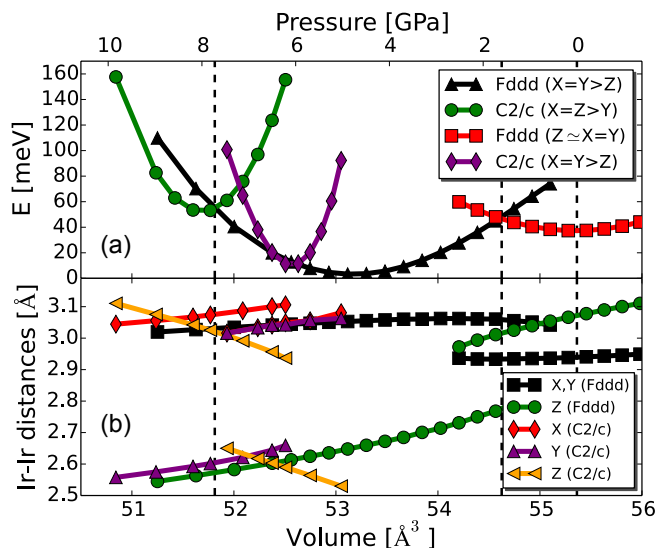 Pressure [GPa]
10 8 6 4 2 0
160
140
120
100
80
60
40
20
0
E [meV]
Fddd (X=Y>Z)
C2/c (X=Z>Y)
Fddd (Z≃X=Y)
C2/c (X=Y>Z)
(a)
3.1
3.0
2.9
2.8
2.7
2.6
2.5
Ir-Ir distances [Å]
X,Y (Fddd)
Z (Fddd)
X (C2/c)
Y (C2/c)
Z (C2/c)
(b)
51 52 53 54 55 56
Volume [Å³]